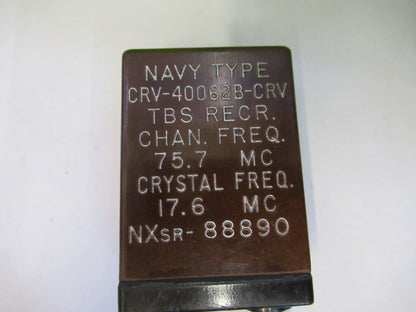 NAVY TYPE
CRV-40062B-CRV
TBS RECR.
CHAN. FREQ.
75.7 MC
CRYSTAL FREQ.
17.6 MC
NXSR- 88890